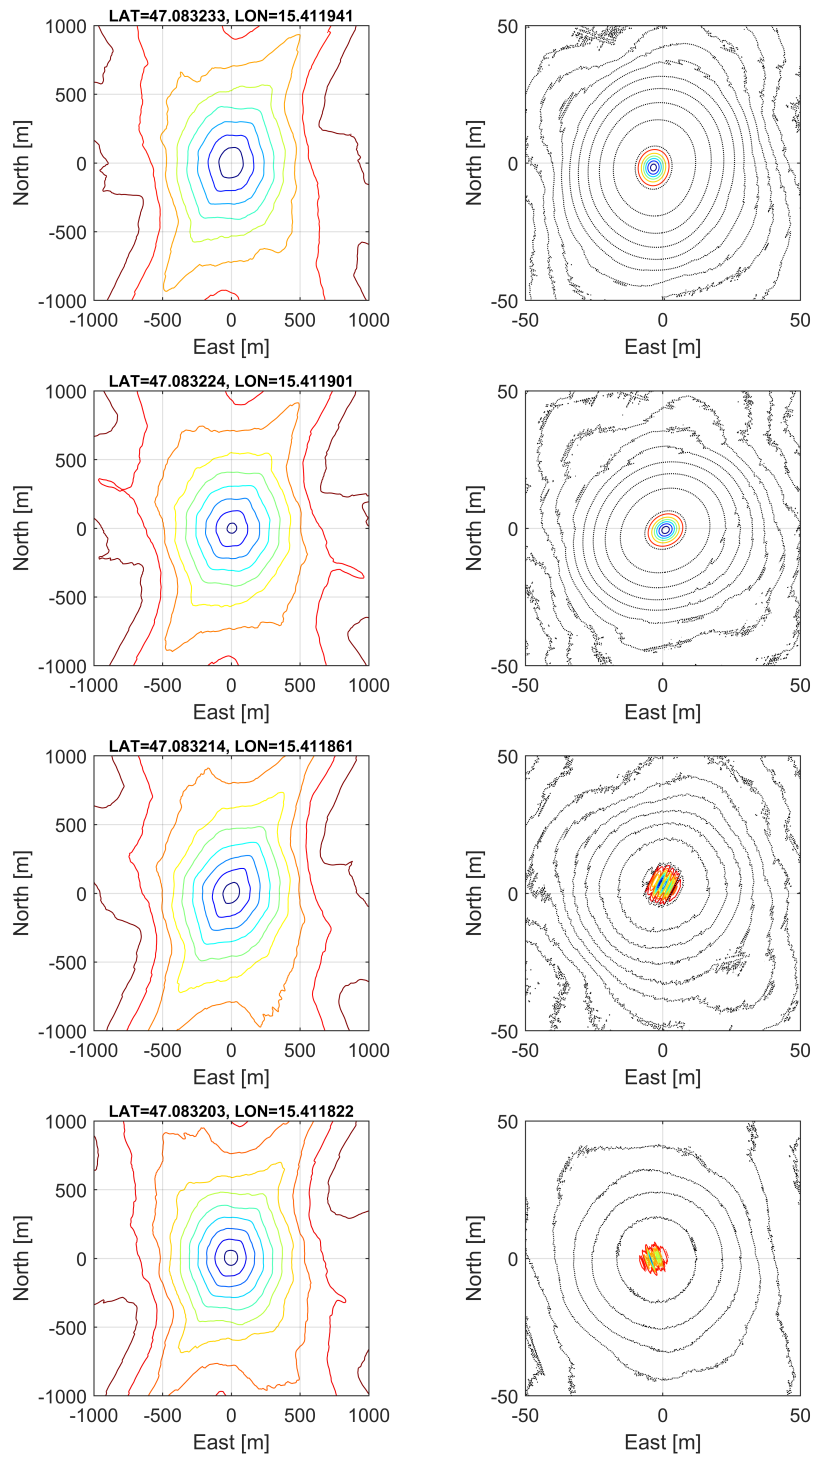 LAT=47.083233, LON=15.411941
1000
500
0
-500
-1000
North [m]
-1000 -500 0 500 1000
East [m]
50
0
-50
North [m]
-50 0 50
East [m]
LAT=47.083224, LON=15.411901
1000
500
0
-500
-1000
North [m]
-1000 -500 0 500 1000
East [m]
50
0
-50
North [m]
-50 0 50
East [m]
LAT=47.083214, LON=15.411861
1000
500
0
-500
-1000
North [m]
-1000 -500 0 500 1000
East [m]
50
0
-50
North [m]
-50 0 50
East [m]
LAT=47.083203, LON=15.411822
1000
500
0
-500
-1000
North [m]
-1000 -500 0 500 1000
East [m]
50
0
-50
North [m]
-50 0 50
East [m]